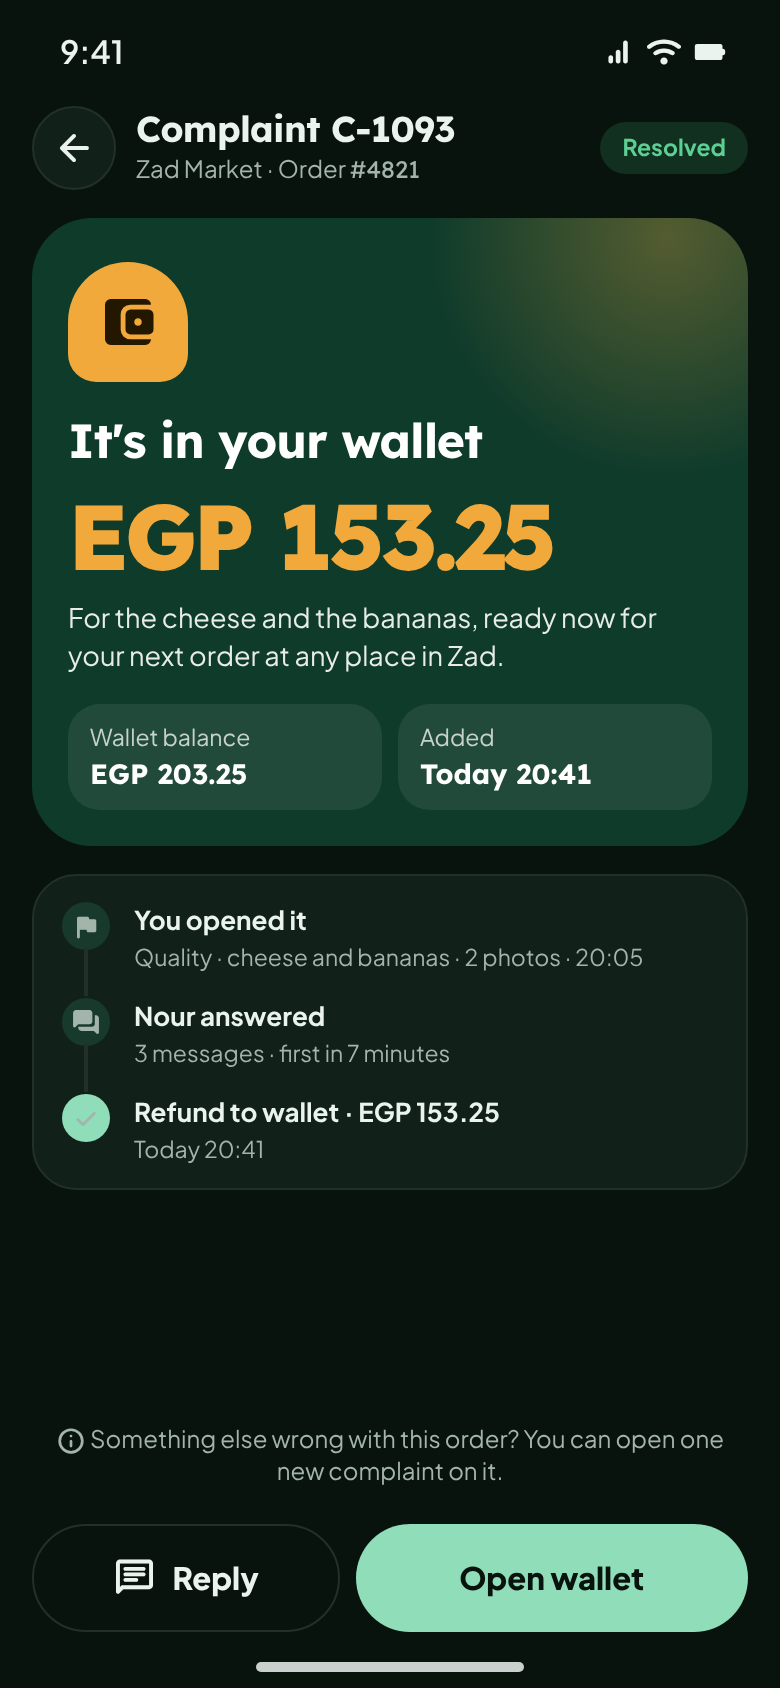 9:41
Complaint C-1093
Zad Market · Order #4821
Resolved
It's in your wallet
EGP 153.25
For the cheese and the bananas, ready now for
your next order at any place in Zad.
Wallet balance
EGP 203.25
Added
Today 20:41
You opened it
Quality · cheese and bananas · 2 photos · 20:05
Nour answered
3 messages · first in 7 minutes
Refund to wallet · EGP 153.25
Today 20:41
Something else wrong with this order? You can open one
new complaint on it.
Reply
Open wallet